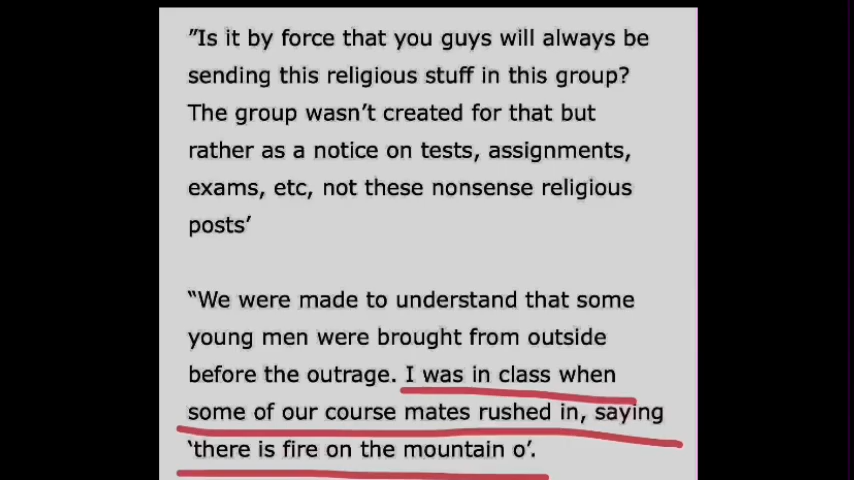 ”Is it by force that you guys will always be
sending this religious stuff in this group?
The group wasn’t created for that but
rather as a notice on tests, assignments,
exams, etc, not these nonsense religious
posts’
“We were made to understand that some
young men were brought from outside
before the outrage. I was in class when
some of our course mates rushed in, saying
‘there is fire on the mountain o’.